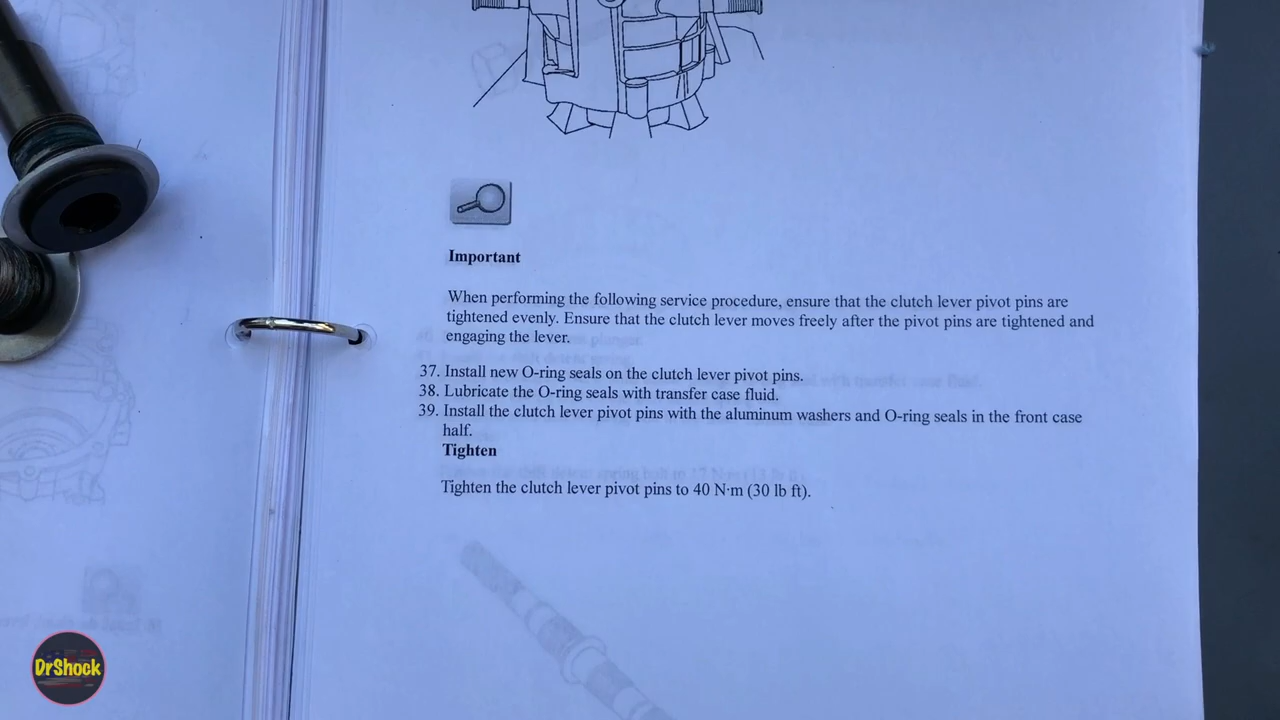 Important
When performing the following service procedure, ensure that the clutch lever pivot pins are
tightened evenly. Ensure that the clutch lever moves freely after the pivot pins are tightened and
engaging the lever.
37. Install new O-ring seals on the clutch lever pivot pins.
38. Lubricate the O-ring seals with transfer case fluid.
39. Install the clutch lever pivot pins with the aluminum washers and O-ring seals in the front case
half.
Tighten
Tighten the clutch lever pivot pins to 40 N·m (30 lb ft).
DrShock